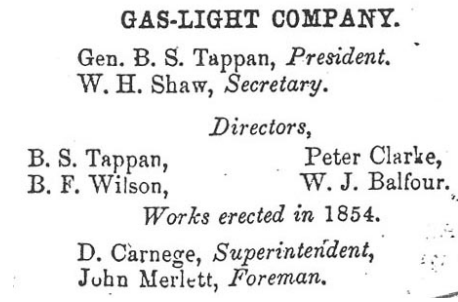 GAS-LIGHT COMPANY.
Gen. B. S. Tappan, President.
W. H. Shaw, Secretary.
Directors,
B. S. Tappan, Peter Clarke,
B. F. Wilson, W. J. Balfour.
Works erected in 1854.
D. Carnege, Superintendent,
John Merlett, Foreman.